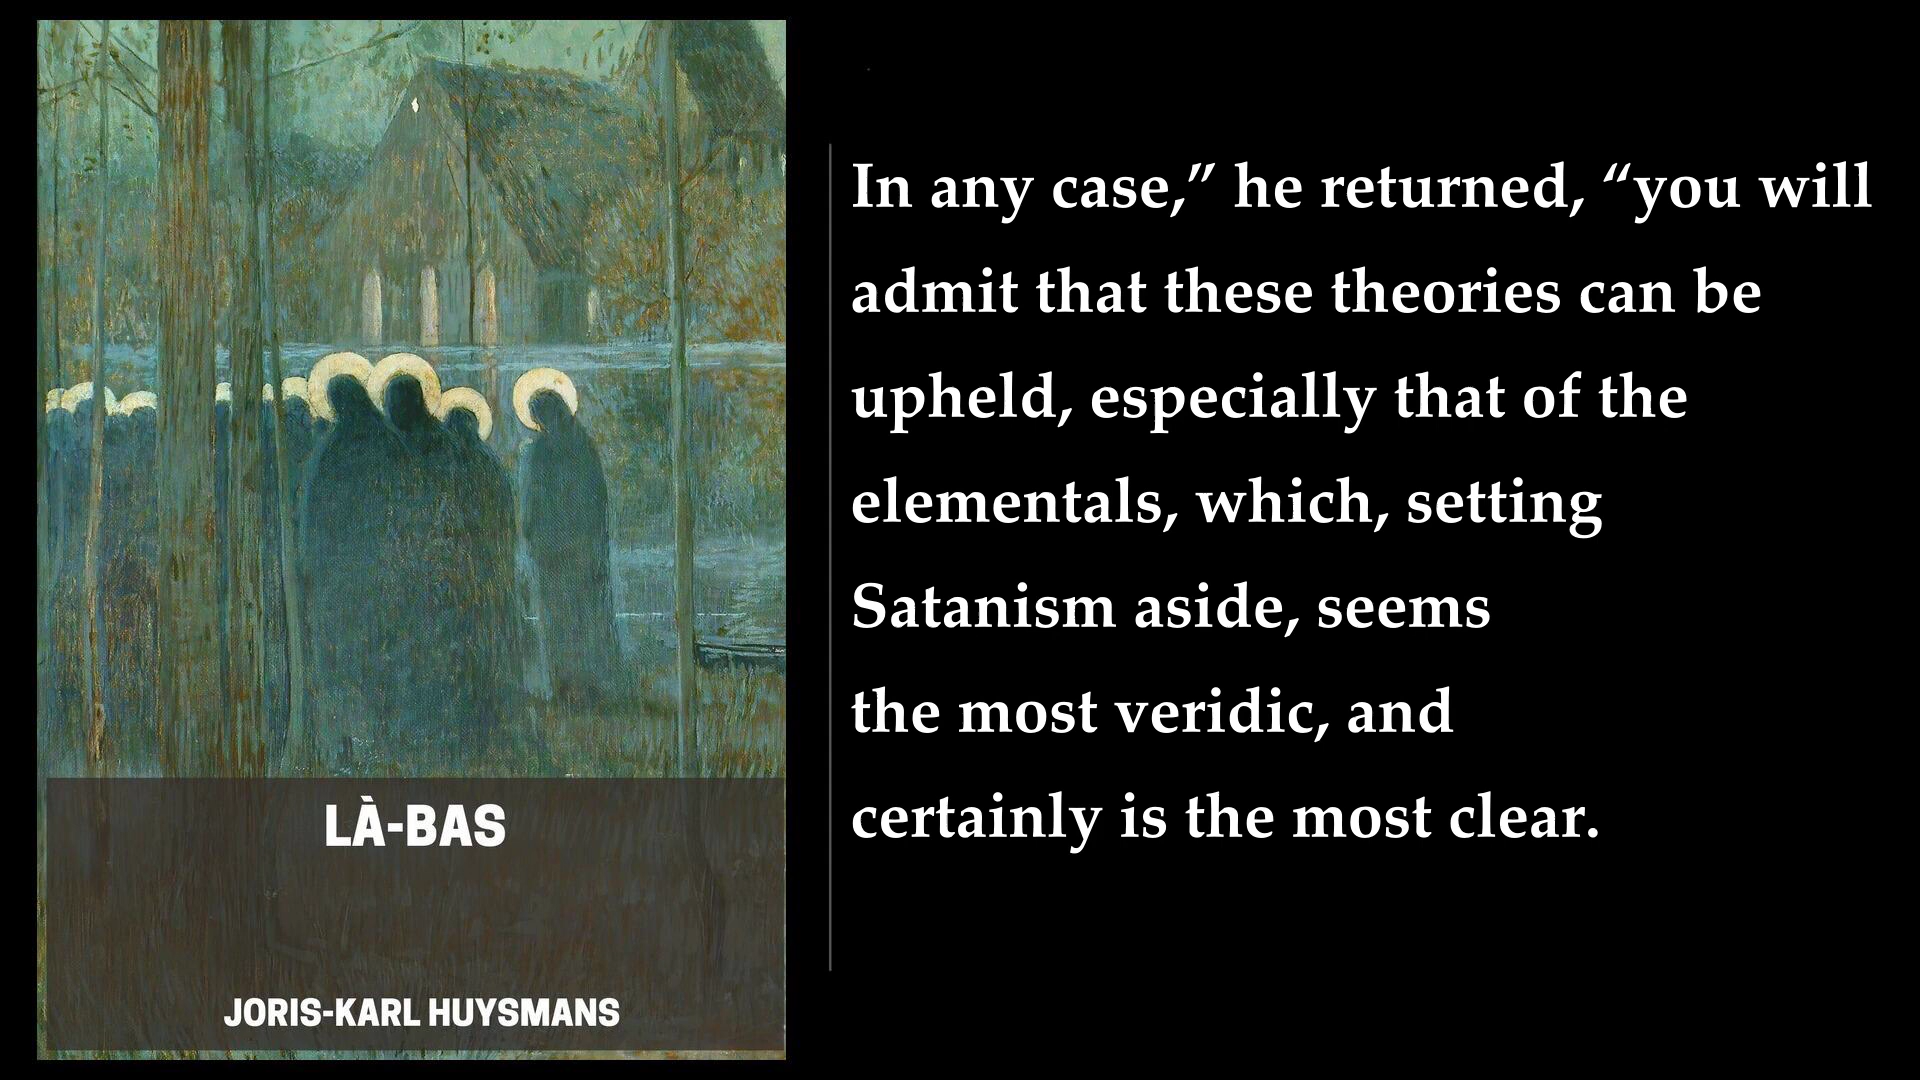 LÀ-BAS
JORIS-KARL HUYSMANS
In any case,” he returned, “you will
admit that these theories can be
upheld, especially that of the
elementals, which, setting
Satanism aside, seems
the most veridic, and
certainly is the most clear.